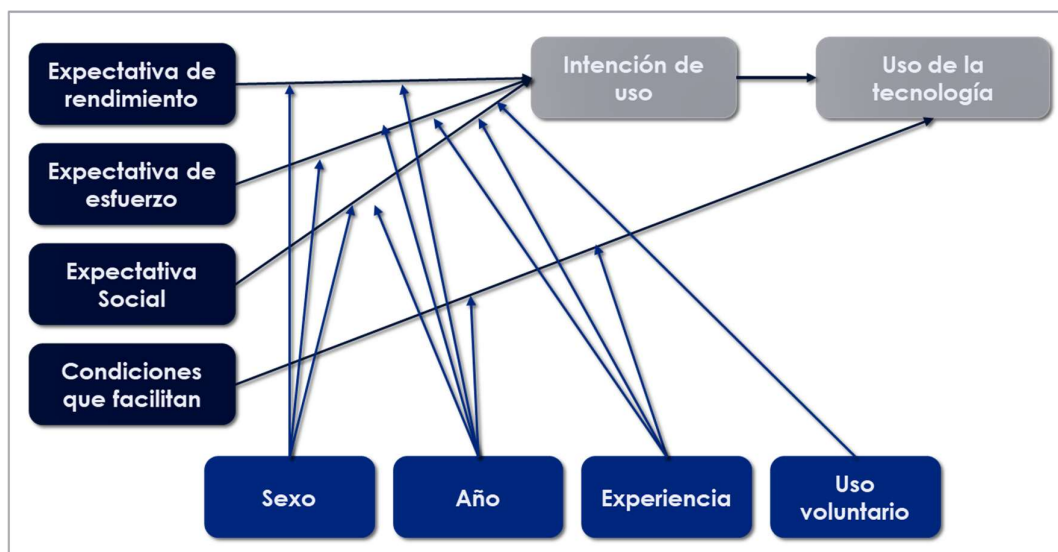 Expectativa de
rendimiento
Intención de
uso
Uso de la
tecnología
Expectativa de
esfuerzo
Expectativa
Social
Condiciones
que facilitan
Sexo
Año
Experiencia
Uso
voluntario